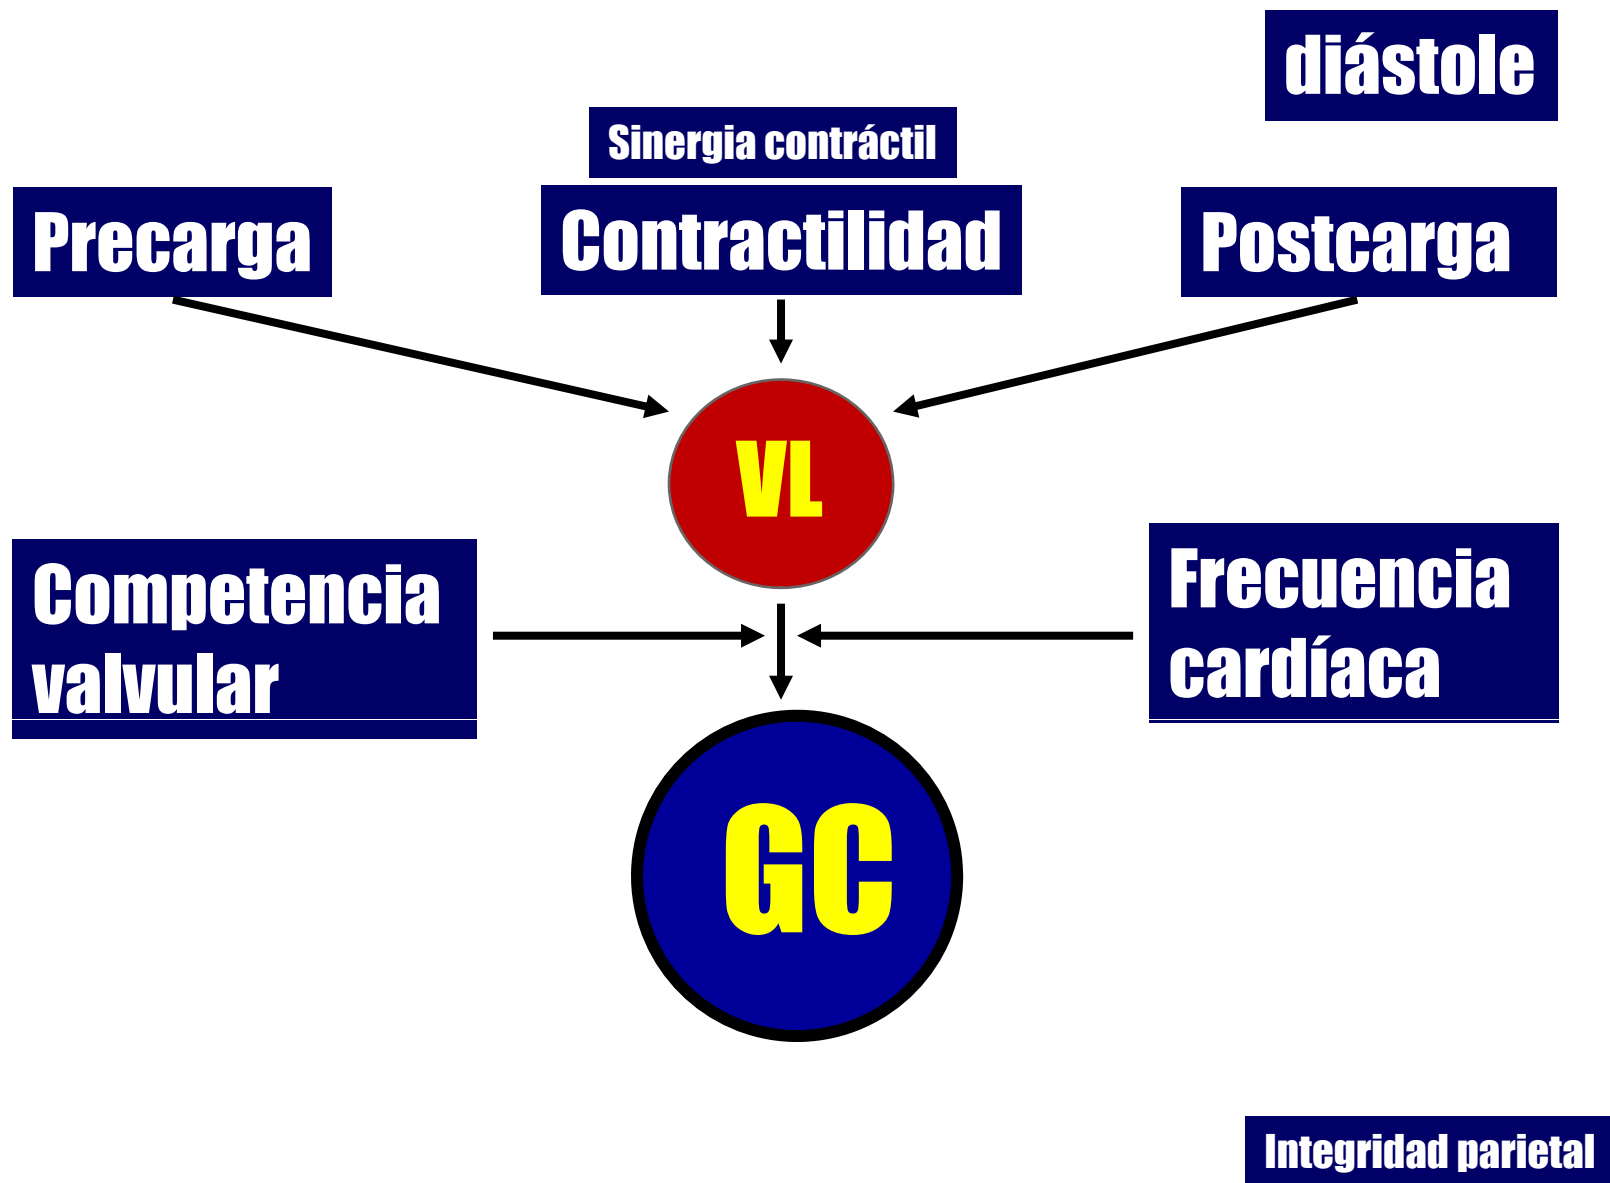 diástole
Sinergia contráctil
Precarga
Contractilidad
Postcarga
VL
Competencia
valvular
Frecuencia
cardíaca
GC
Integridad parietal